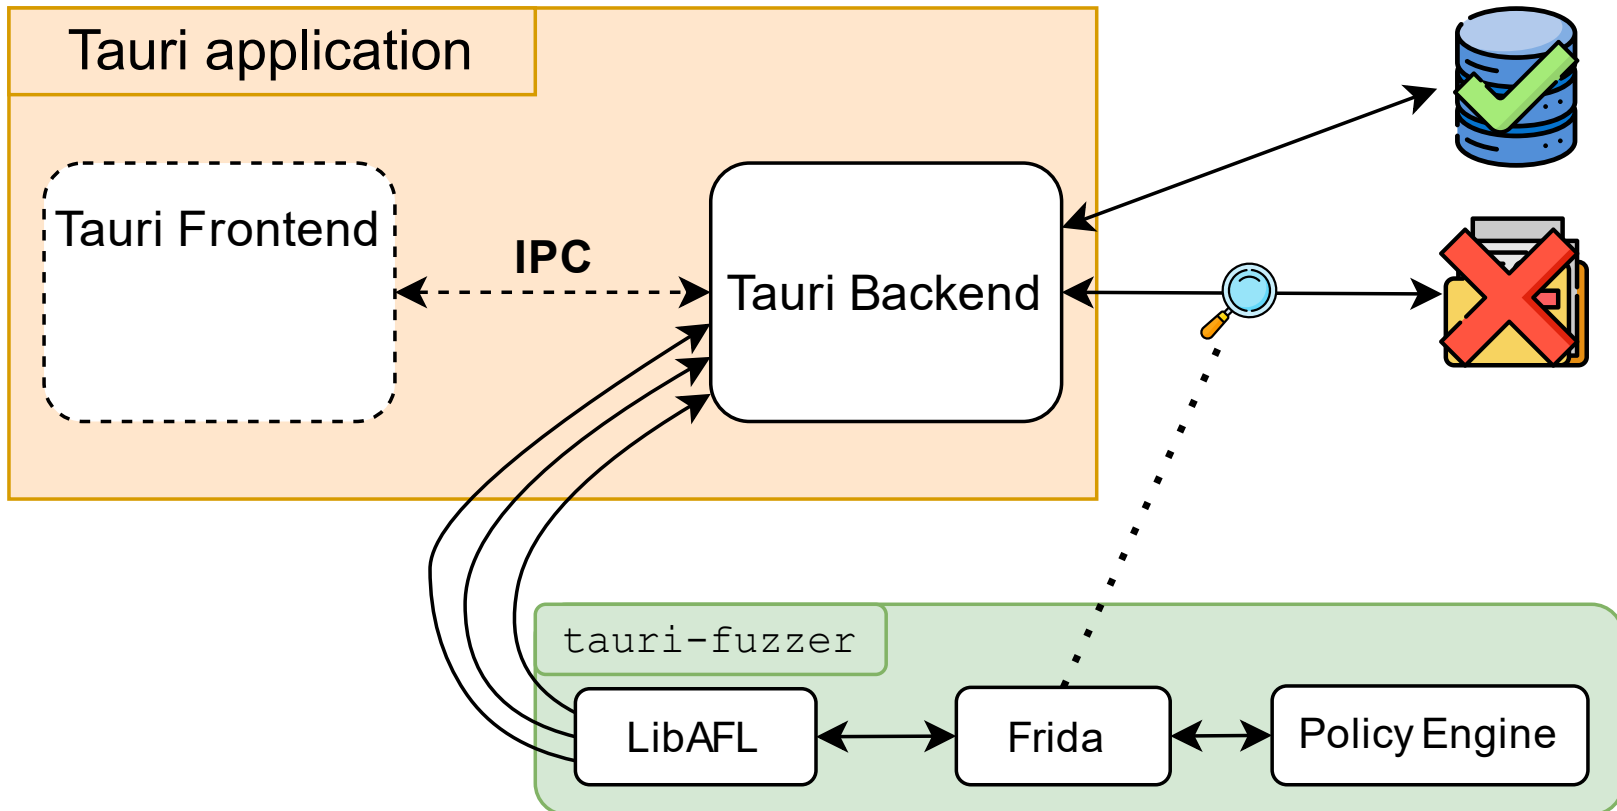 Tauri application
Tauri Frontend
IPC
Tauri Backend
tauri-fuzzer
LibAFL
Frida
Policy Engine